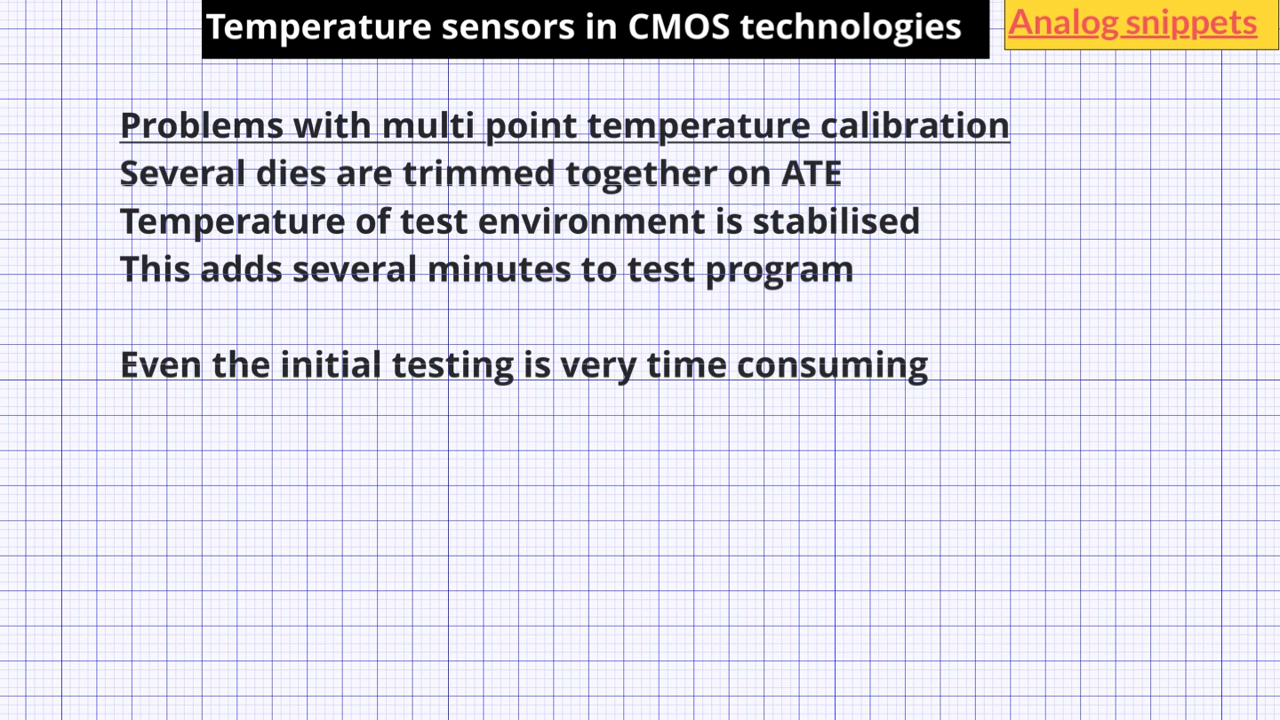 Temperature sensors in CMOS technologies
Analog snippets
Problems with multi point temperature calibration
Several dies are trimmed together on ATE
Temperature of test environment is stabilised
This adds several minutes to test program
Even the initial testing is very time consuming